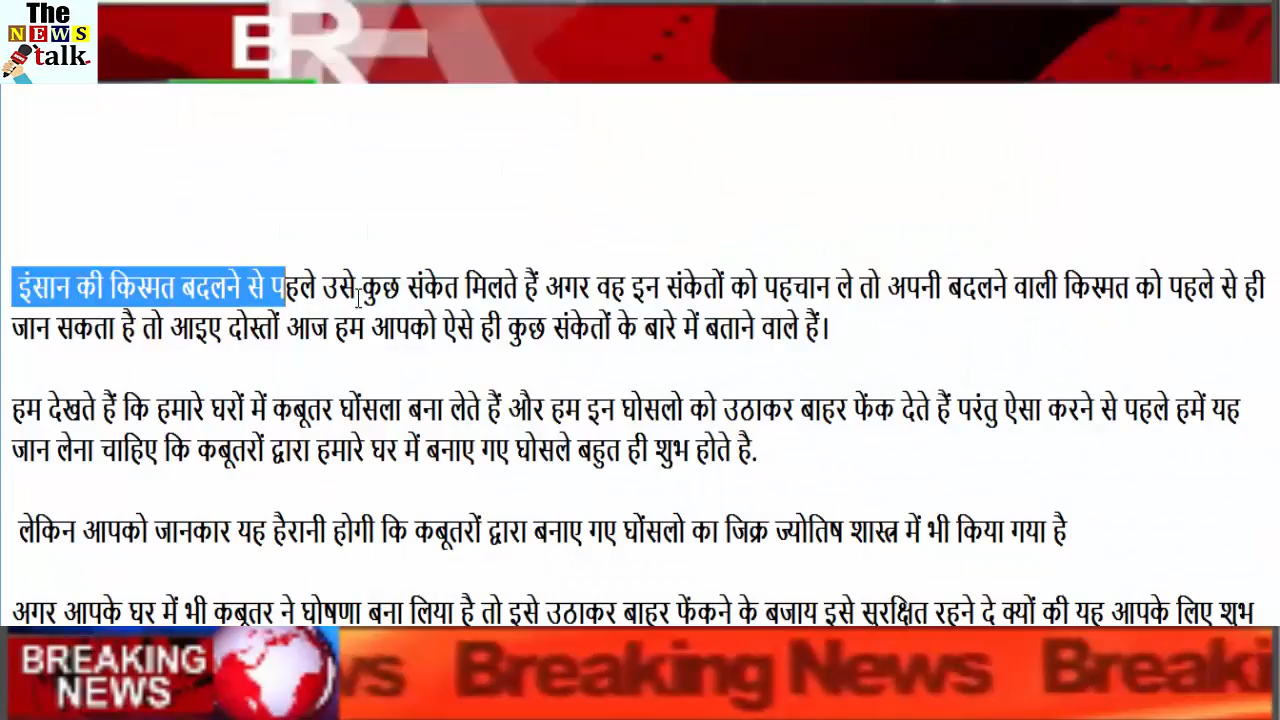 The
NEWS
talk.
BR
इंसान की किस्मत बदलने से पहले उसे कुछ संकेत मिलते हैं अगर वह इन संकेतों को पहचान ले तो अपनी बदलने वाली किस्मत को पहले से ही
जान सकता है तो आइए दोस्तों आज हम आपको ऐसे ही कुछ संकेतों के बारे में बताने वाले हैं।
हम देखते हैं कि हमारे घरों में कबूतर घोंसला बना लेते हैं और हम इन घोसलो को उठाकर बाहर फेंक देते हैं परंतु ऐसा करने से पहले हमें यह
जान लेना चाहिए कि कबूतरों द्वारा हमारे घर में बनाए गए घोसले बहुत ही शुभ होते है.
लेकिन आपको जानकार यह हैरानी होगी कि कबूतरों द्वारा बनाए गए घोंसलो का जिक्र ज्योतिष शास्त्र में भी किया गया है
अगर आपके घर में भी कबूतर ने घोषणा बना लिया है तो इसे उठाकर बाहर फेंकने के बजाय इसे सुरक्षित रहने दे क्यों की यह आपके लिए शुभ
BREAKING
NEWS
ws Breaking News Breaki